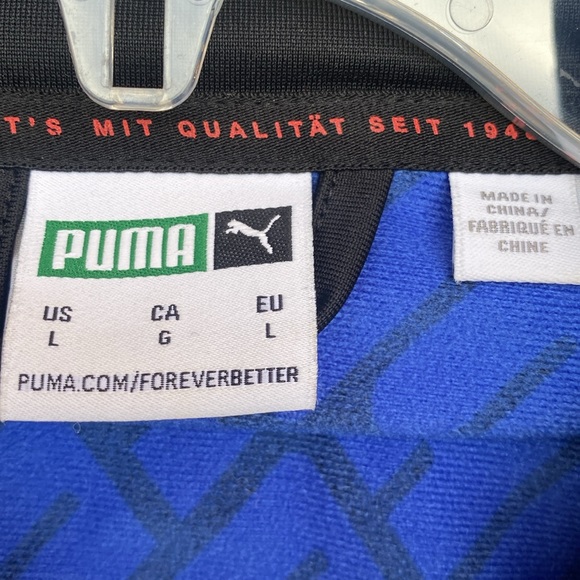 T'S MIT QUALITÄT SEIT 194
PUMA
US CA EU
L G L
PUMA.COM/FOREVERBETTER
MADE IN
CHINA/
FABRIQUÉ EN
CHINE